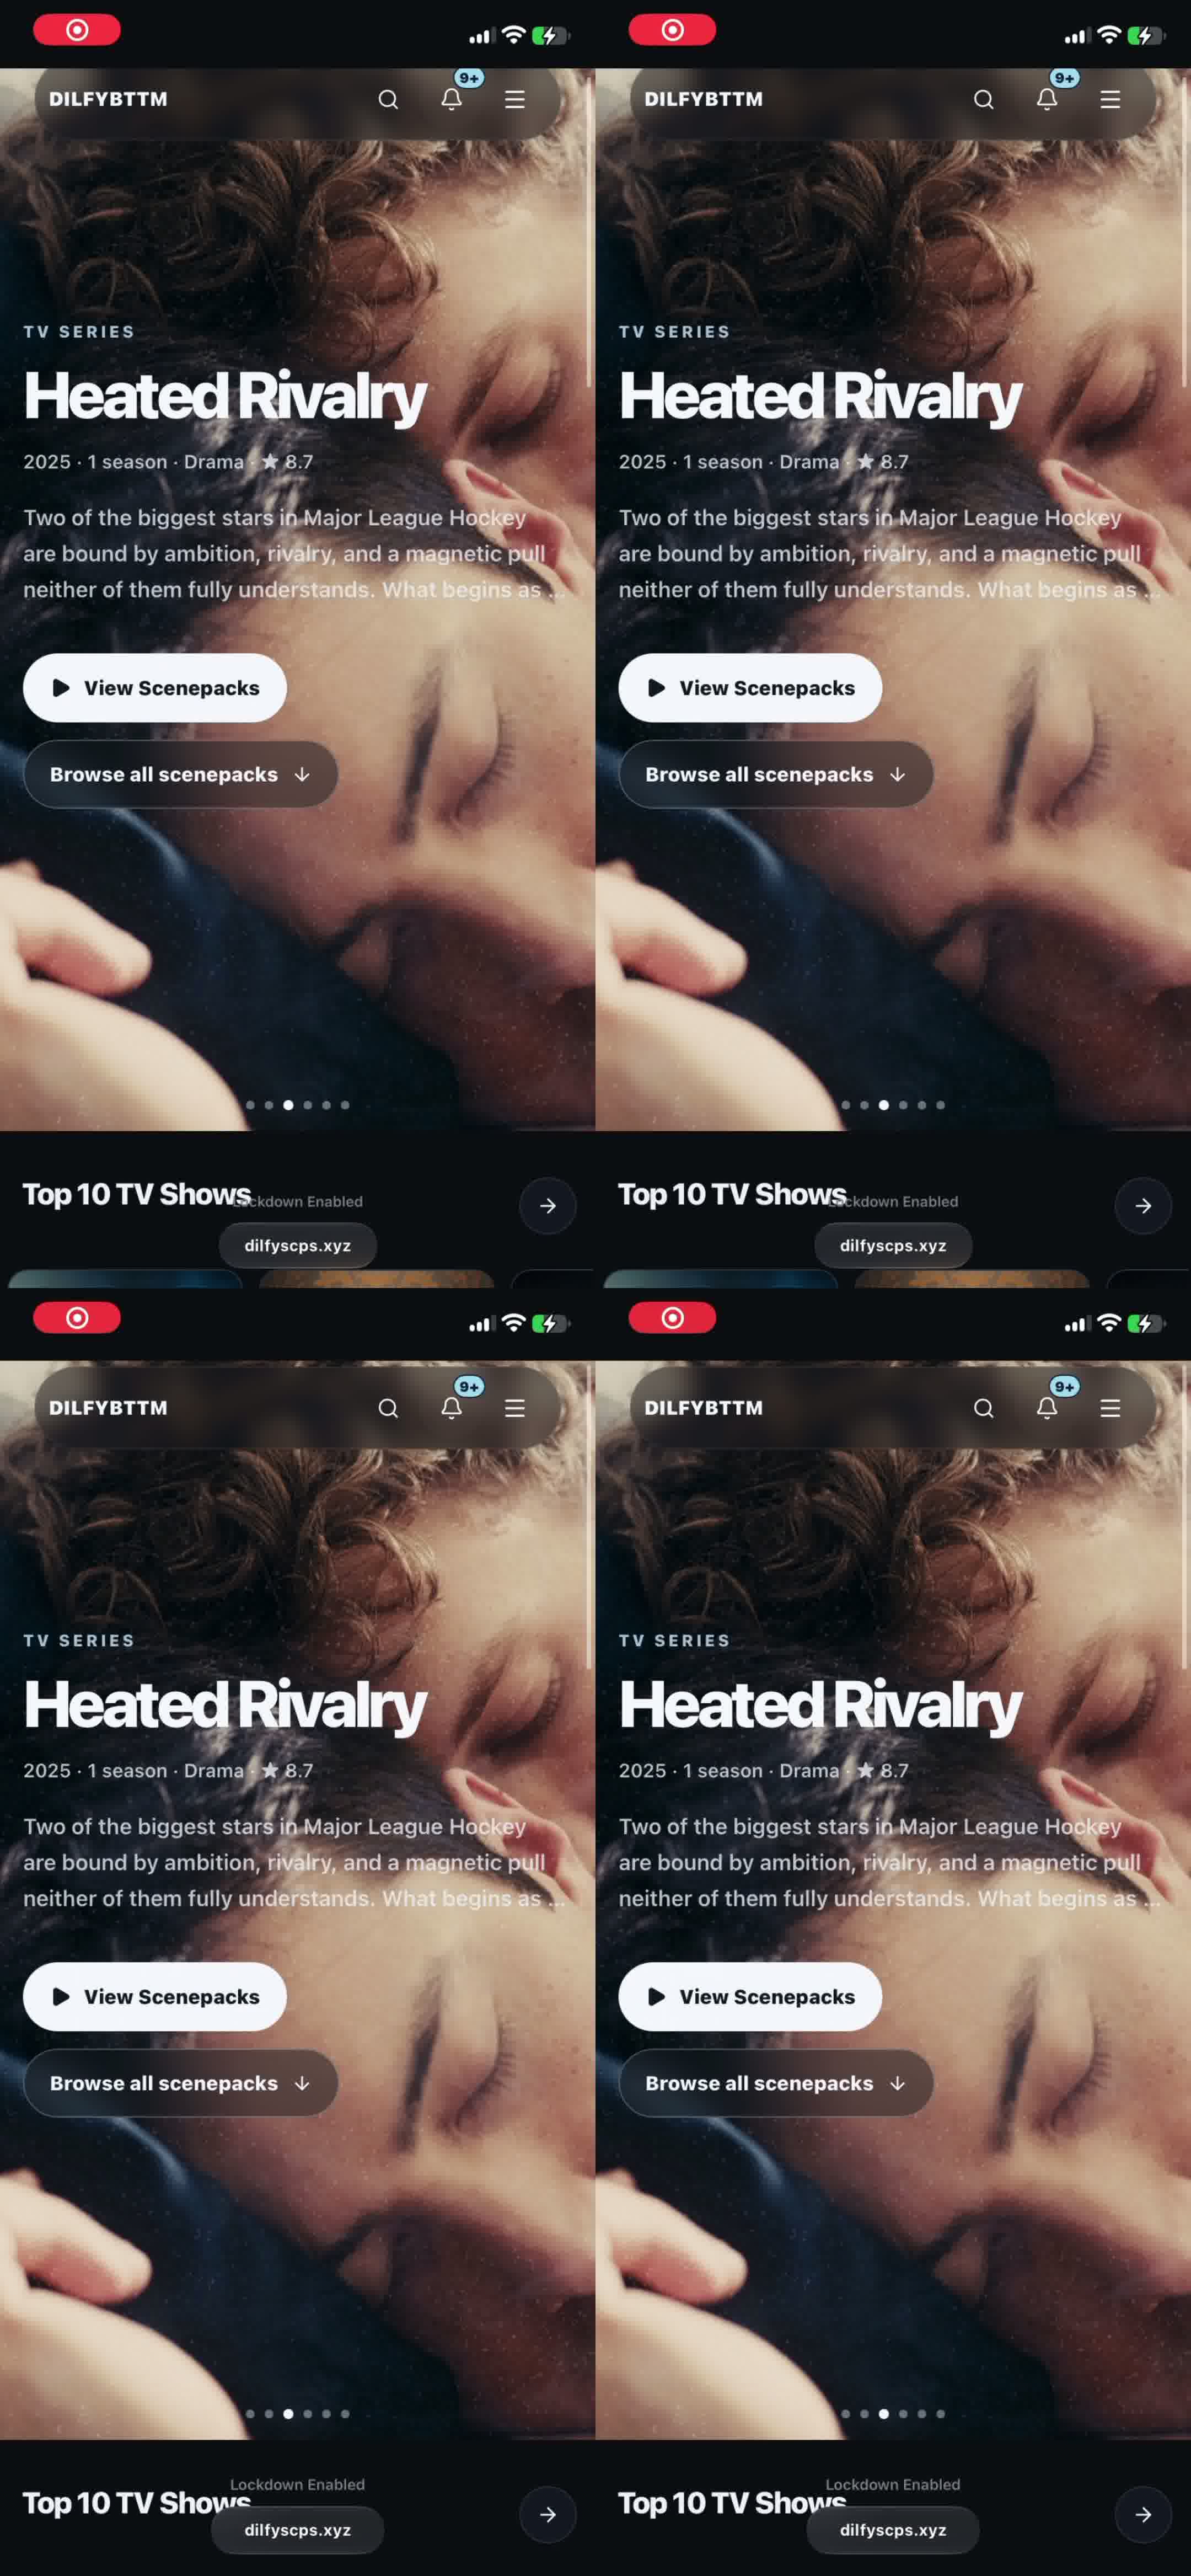 DILFYBTTM
9+
TV SERIES
Heated Rivalry
2025 · 1 season · Drama · ★ 8.7
Two of the biggest stars in Major League Hockey
are bound by ambition, rivalry, and a magnetic pull
neither of them fully understands. What begins as ...
View Scenepacks
Browse all scenepacks ↓
Top 10 TV Shows
Lockdown Enabled
dilfyscps.xyz
DILFYBTTM
9+
TV SERIES
Heated Rivalry
2025 · 1 season · Drama · ★ 8.7
Two of the biggest stars in Major League Hockey
are bound by ambition, rivalry, and a magnetic pull
neither of them fully understands. What begins as ...
View Scenepacks
Browse all scenepacks ↓
Top 10 TV Shows
Lockdown Enabled
dilfyscps.xyz
DILFYBTTM
9+
TV SERIES
Heated Rivalry
2025 · 1 season · Drama · ★ 8.7
Two of the biggest stars in Major League Hockey
are bound by ambition, rivalry, and a magnetic pull
neither of them fully understands. What begins as ...
View Scenepacks
Browse all scenepacks ↓
Lockdown Enabled
Top 10 TV Shows
dilfyscps.xyz
DILFYBTTM
9+
TV SERIES
Heated Rivalry
2025 · 1 season · Drama · ★ 8.7
Two of the biggest stars in Major League Hockey
are bound by ambition, rivalry, and a magnetic pull
neither of them fully understands. What begins as ...
View Scenepacks
Browse all scenepacks ↓
Lockdown Enabled
Top 10 TV Shows
dilfyscps.xyz